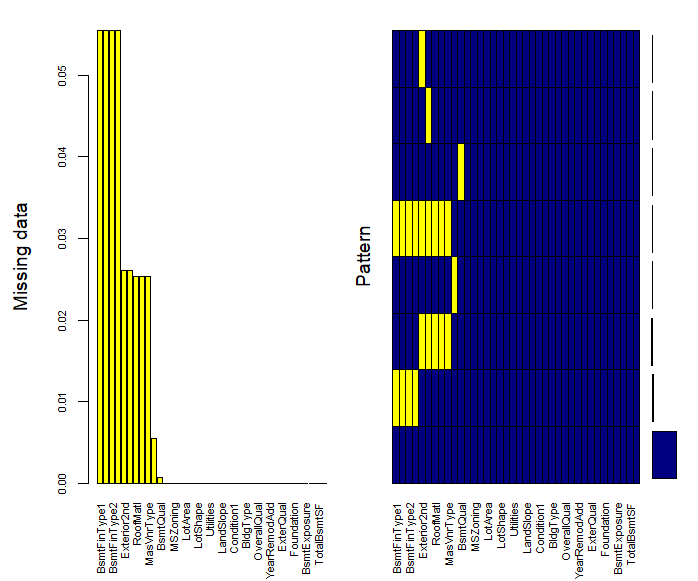 Missing data
0.00
0.01
0.02
0.03
0.04
0.05
BsmtFinType1
BsmtFinType2
Exterior2nd
RoofMatl
MasVnrType
BsmtQual
MSZoning
LotArea
LotShape
Utilities
LandSlope
Condition1
BldgType
OverallQual
YearRemodAdd
ExterQual
Foundation
BsmtExposure
TotalBsmtSF
Pattern
BsmtFinType1
BsmtFinType2
Exterior2nd
RoofMatl
MasVnrType
BsmtQual
MSZoning
LotArea
LotShape
Utilities
LandSlope
Condition1
BldgType
OverallQual
YearRemodAdd
ExterQual
Foundation
BsmtExposure
TotalBsmtSF